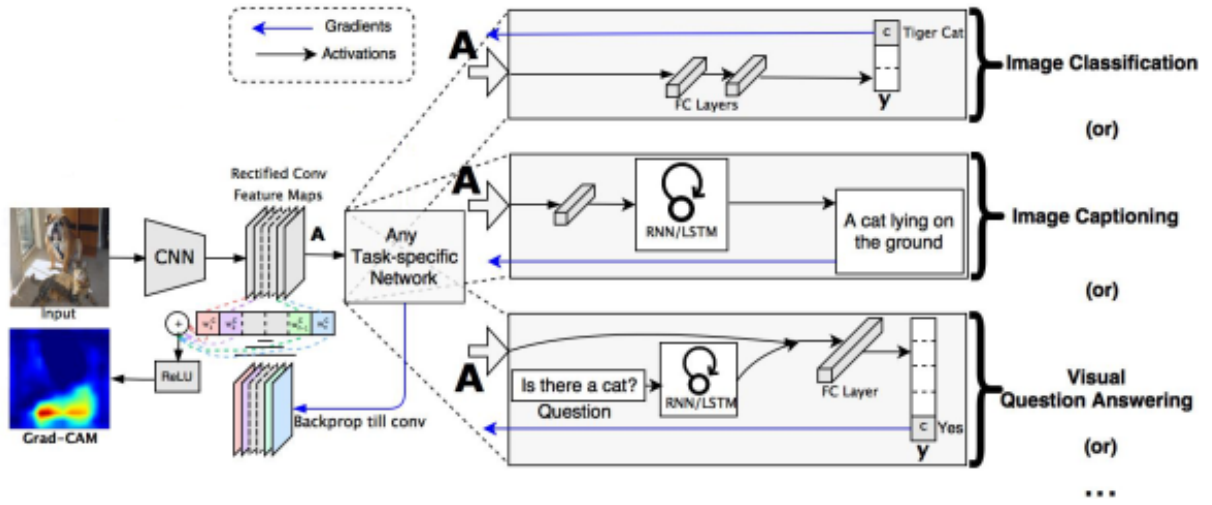 Gradients
Activations
A
C
Tiger Cat
FC Layers
y
Image Classification
(or)
Rectified Conv
Feature Maps
A
CNN
Any
Task-specific
Network
A
RNN/LSTM
A cat lying on
the ground
Image Captioning
(or)
Input
+
ReLU
Grad-CAM
Backprop till conv
A
Is there a cat?
Question
RNN/LSTM
FC Layer
C
Yes
y
Visual
Question Answering
(or)
...